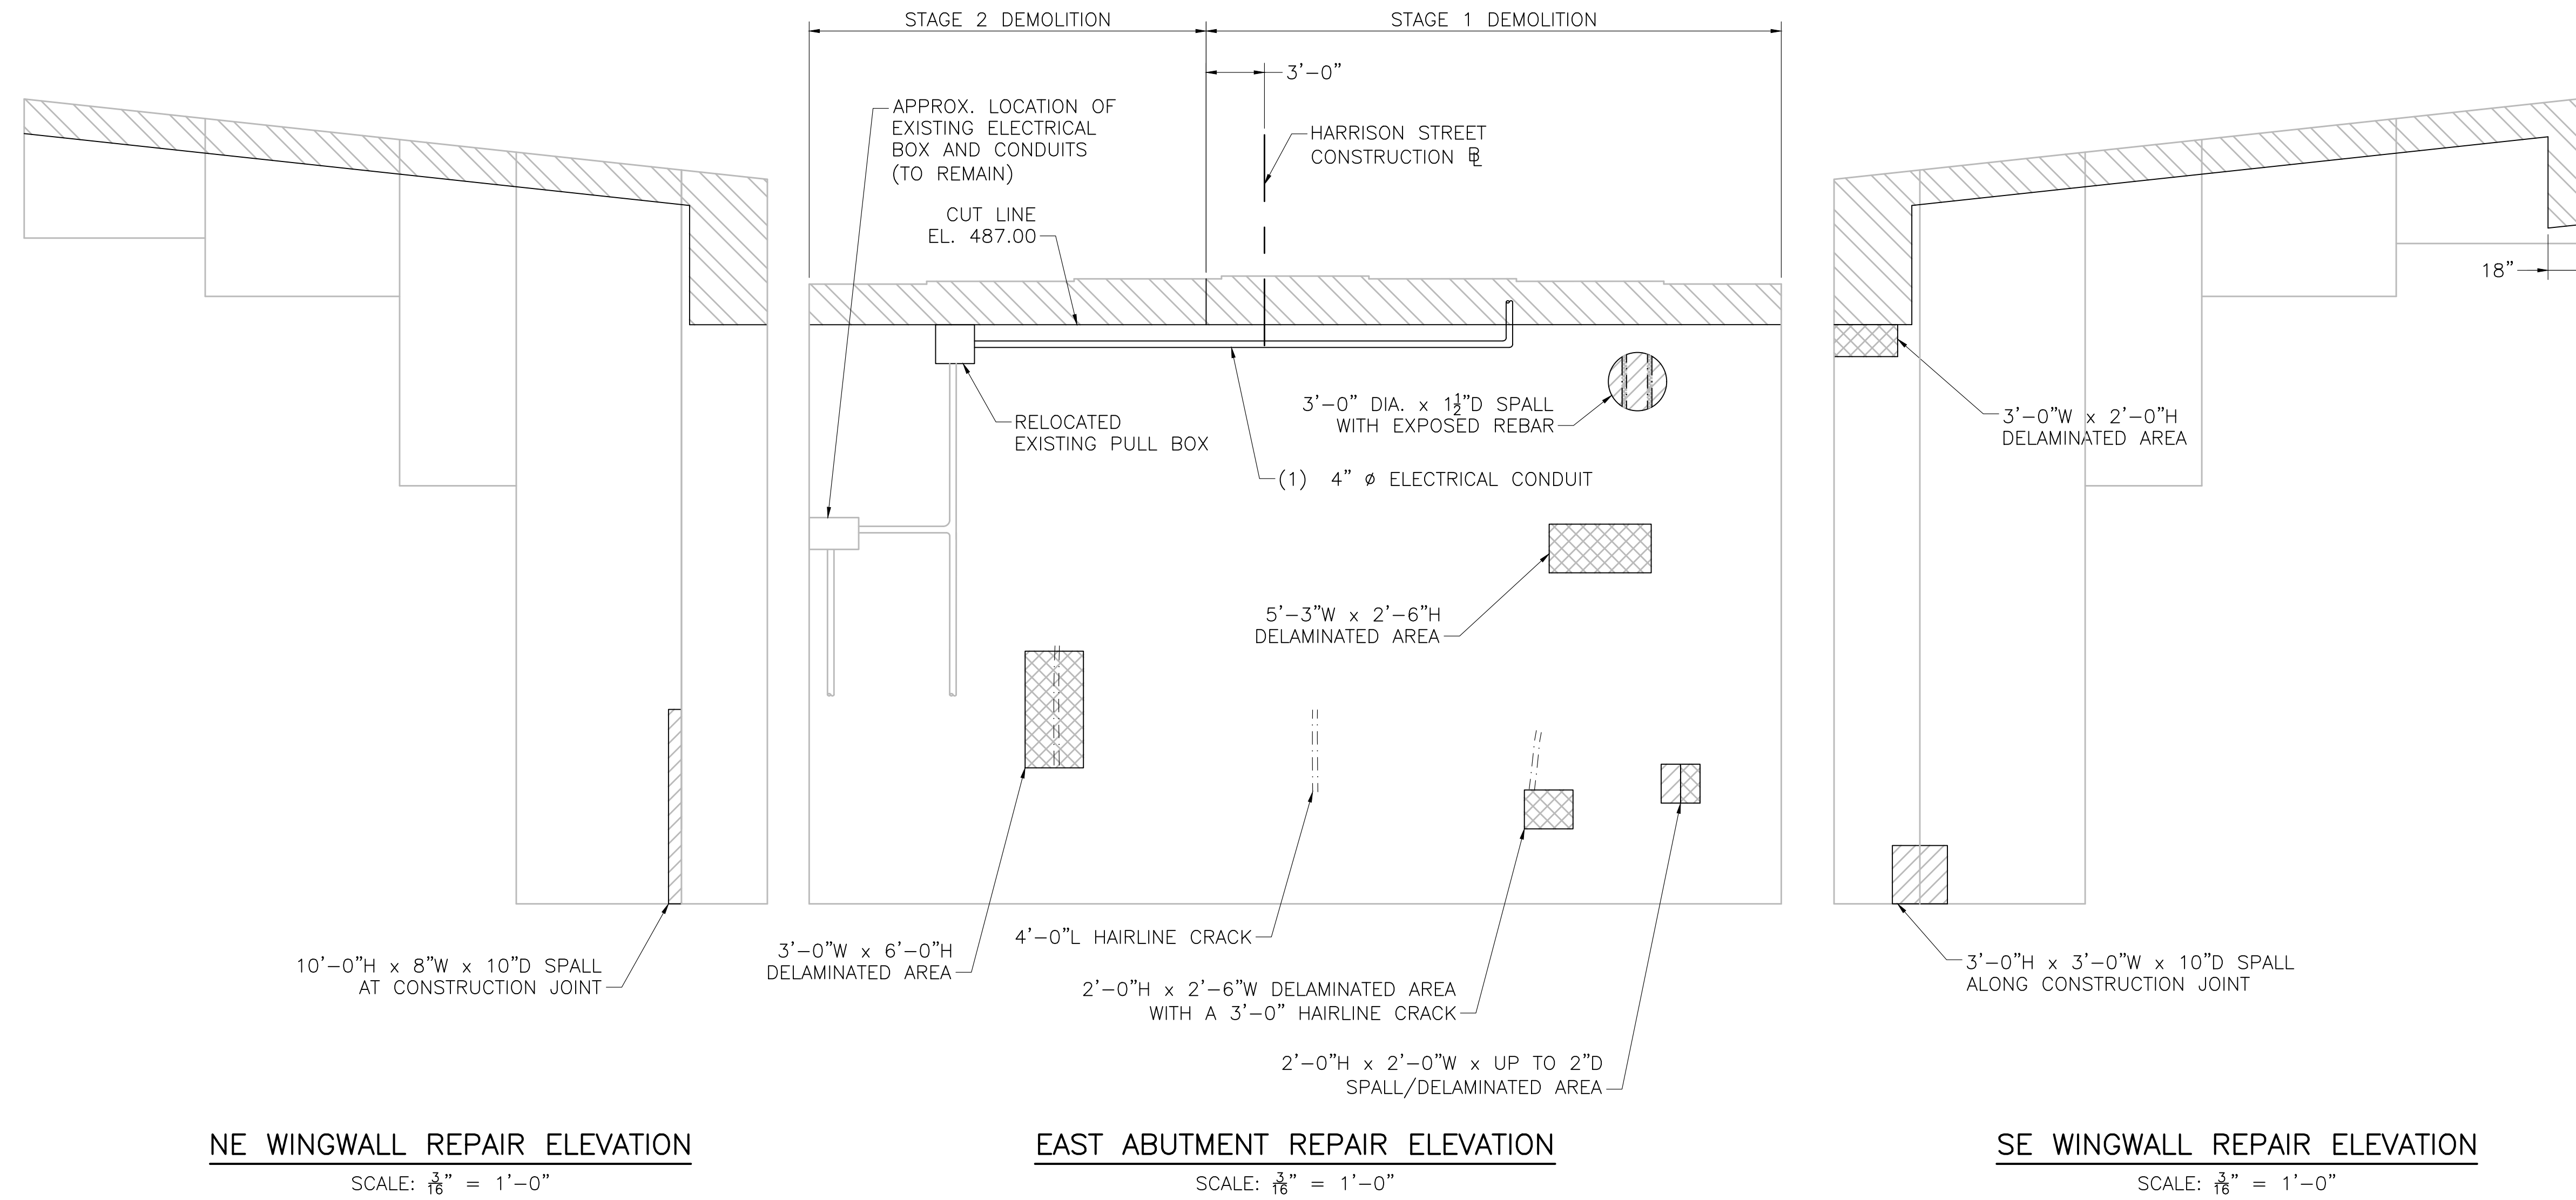 STAGE 2 DEMOLITION
STAGE 1 DEMOLITION
3'-0"
APPROX. LOCATION OF
EXISTING ELECTRICAL
BOX AND CONDUITS
(TO REMAIN)
HARRISON STREET
CONSTRUCTION ⅊
CUT LINE
EL. 487.00
18"
RELOCATED
EXISTING PULL BOX
3'-0" DIA. x 1 1/2"D SPALL
WITH EXPOSED REBAR
(1) 4" ø ELECTRICAL CONDUIT
3'-0"W x 2'-0"H
DELAMINATED AREA
5'-3"W x 2'-6"H
DELAMINATED AREA
10'-0"H x 8"W x 10"D SPALL
AT CONSTRUCTION JOINT
3'-0"W x 6'-0"H
DELAMINATED AREA
4'-0"L HAIRLINE CRACK
2'-0"H x 2'-6"W DELAMINATED AREA
WITH A 3'-0" HAIRLINE CRACK
2'-0"H x 2'-0"W x UP TO 2"D
SPALL/DELAMINATED AREA
3'-0"H x 3'-0"W x 10"D SPALL
ALONG CONSTRUCTION JOINT
NE WINGWALL REPAIR ELEVATION
SCALE: 3/16" = 1'-0"
EAST ABUTMENT REPAIR ELEVATION
SCALE: 3/16" = 1'-0"
SE WINGWALL REPAIR ELEVATION
SCALE: 3/16" = 1'-0"